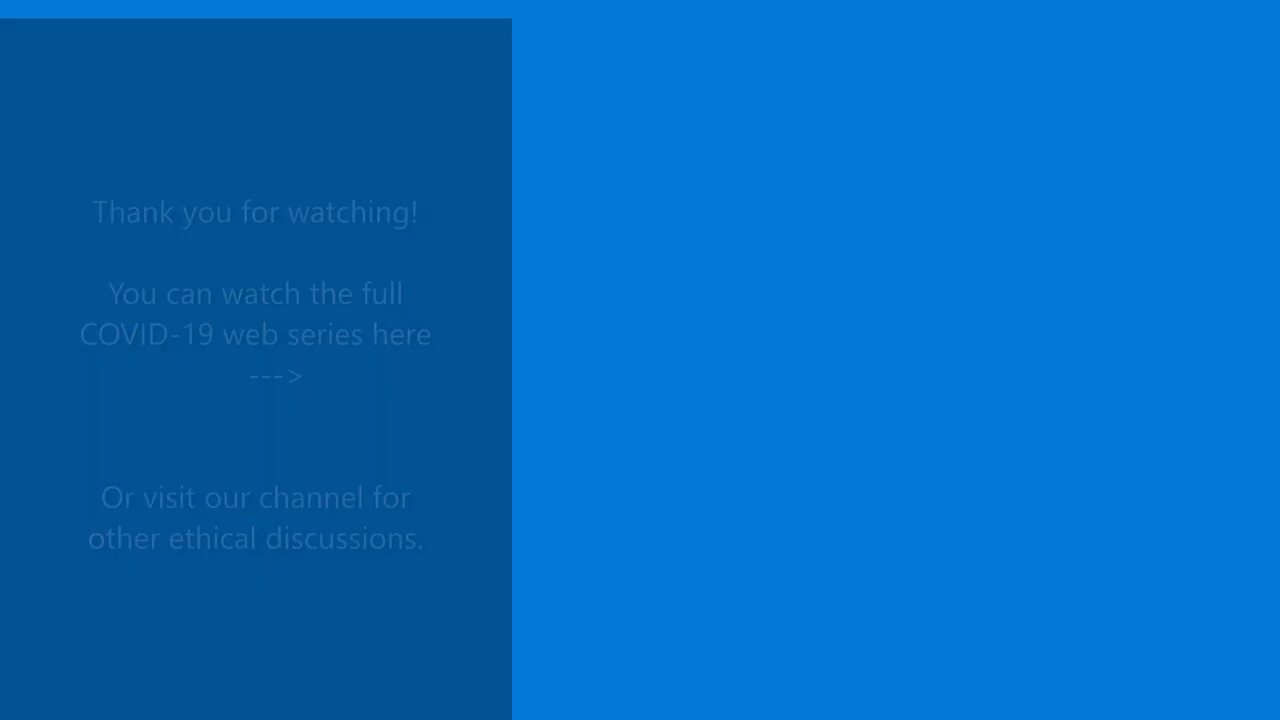 Thank you for watching!
You can watch the full
COVID-19 web series here
--->
Or visit our channel for
other ethical discussions.